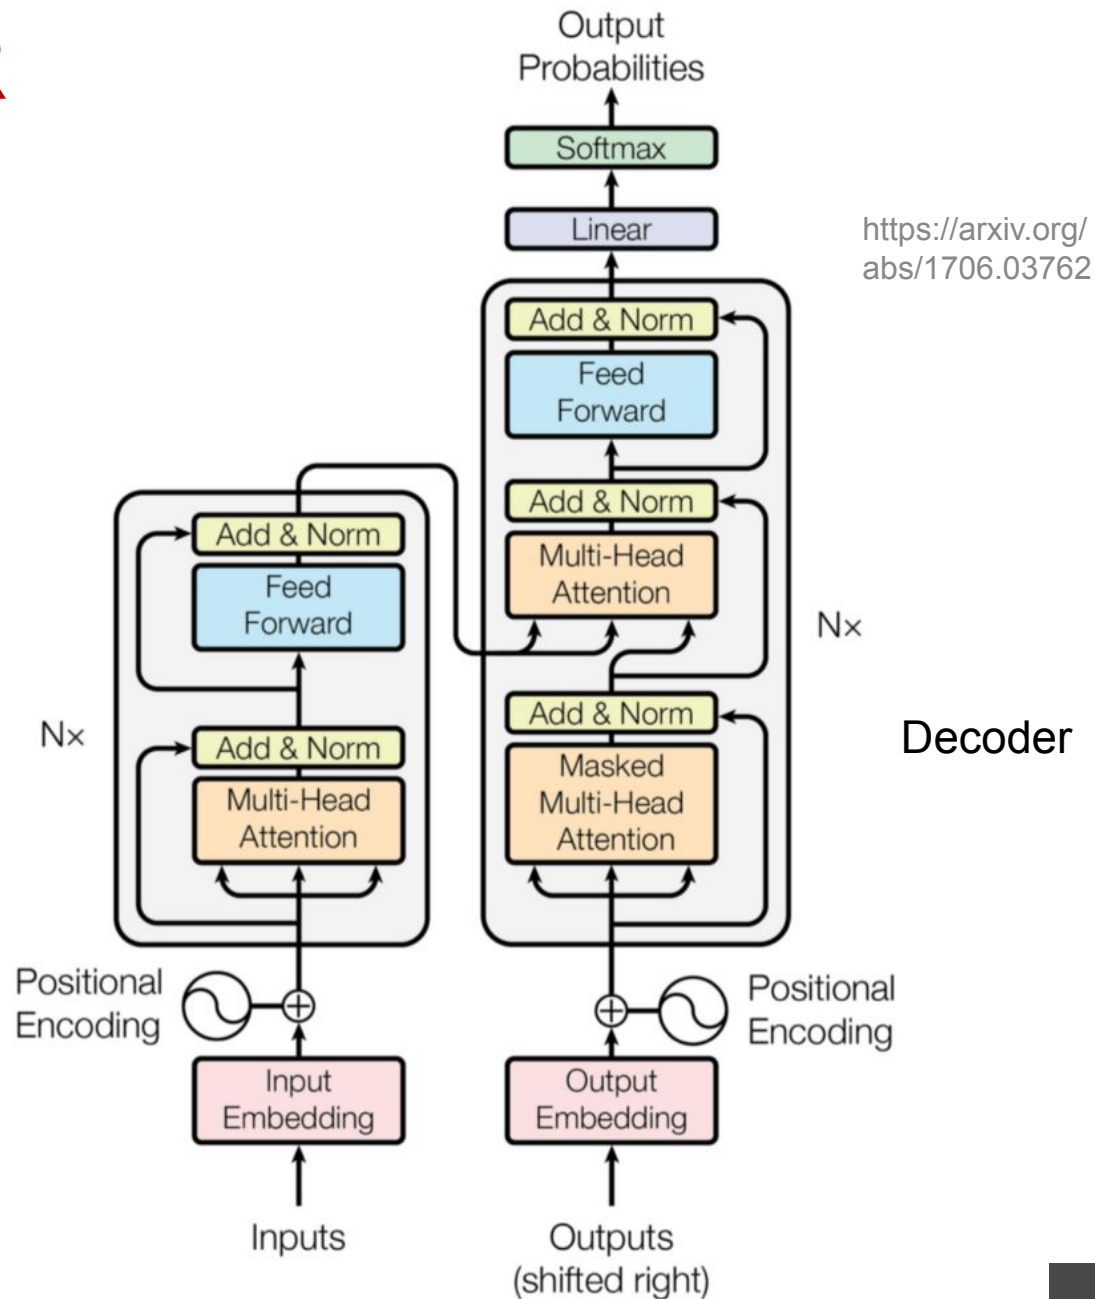 R
Output
Probabilities
Softmax
Linear
https://arxiv.org/
abs/1706.03762
Add & Norm
Feed
Forward
Add & Norm
Multi-Head
Attention
Nx
Add & Norm
Masked
Multi-Head
Attention
Decoder
Add & Norm
Feed
Forward
Nx
Add & Norm
Multi-Head
Attention
Positional
Encoding
Positional
Encoding
Input
Embedding
Output
Embedding
Inputs
Outputs
(shifted right)